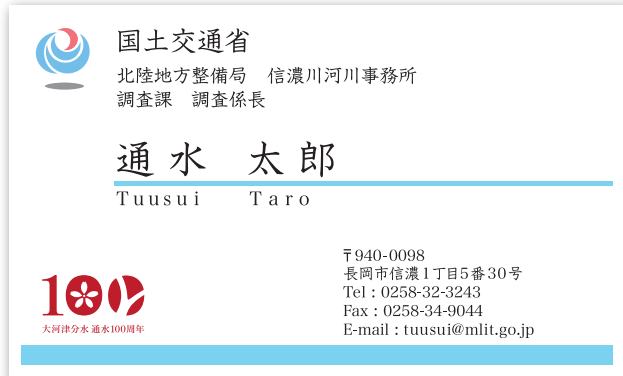 国土交通省
北陸地方整備局　信濃川河川事務所
調査課　調査係長
通水　太郎
Tuusui　Taro
100
大河津分水 通水100周年
〒940-0098
長岡市信濃1丁目5番30号
Tel : 0258-32-3243
Fax : 0258-34-9044
E-mail : tuusui@mlit.go.jp